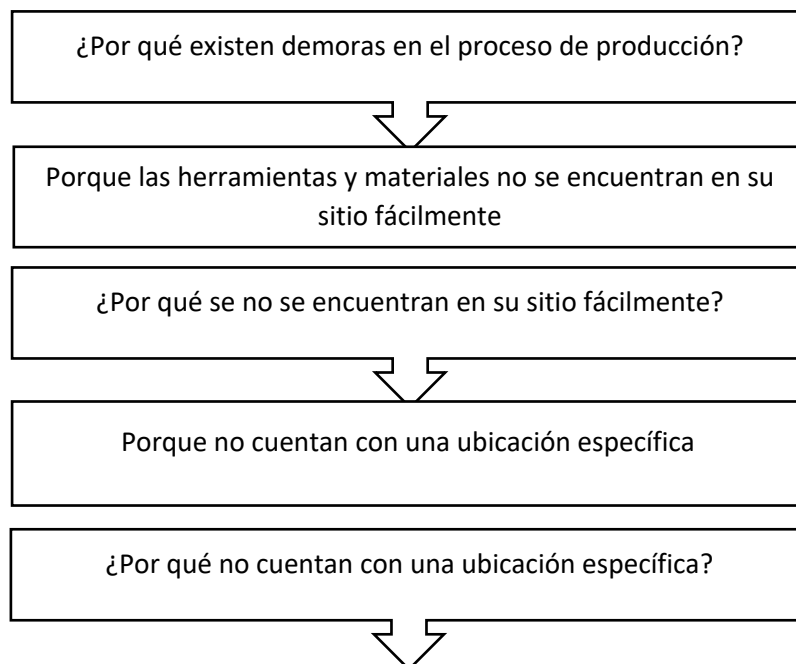 ¿Por qué existen demoras en el proceso de producción?
Porque las herramientas y materiales no se encuentran en su
sitio fácilmente
¿Por qué se no se encuentran en su sitio fácilmente?
Porque no cuentan con una ubicación específica
¿Por qué no cuentan con una ubicación específica?